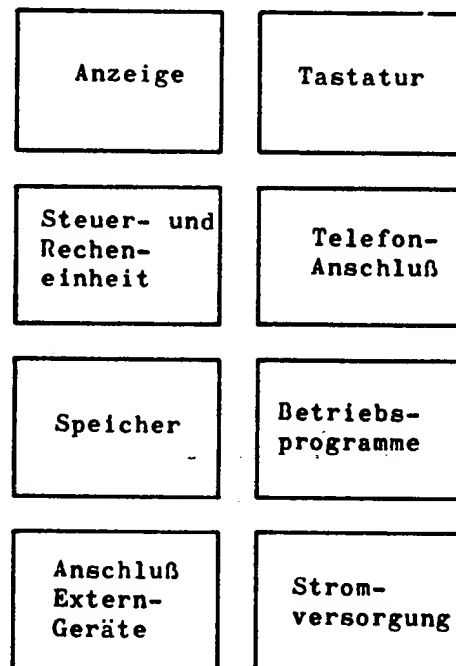 Anzeige
Tastatur
Steuer- und
Rechen-
einheit
Telefon-
Anschluß
Speicher
Betriebs-
programme
Anschluß
Extern-
Geräte
Strom-
versorgung